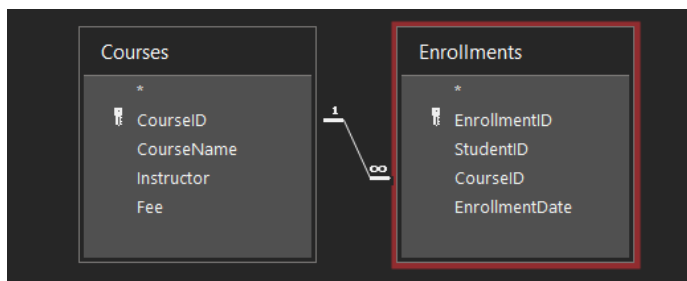 Courses
*
CourseID
CourseName
Instructor
Fee
1
∞
Enrollments
*
EnrollmentID
StudentID
CourseID
EnrollmentDate